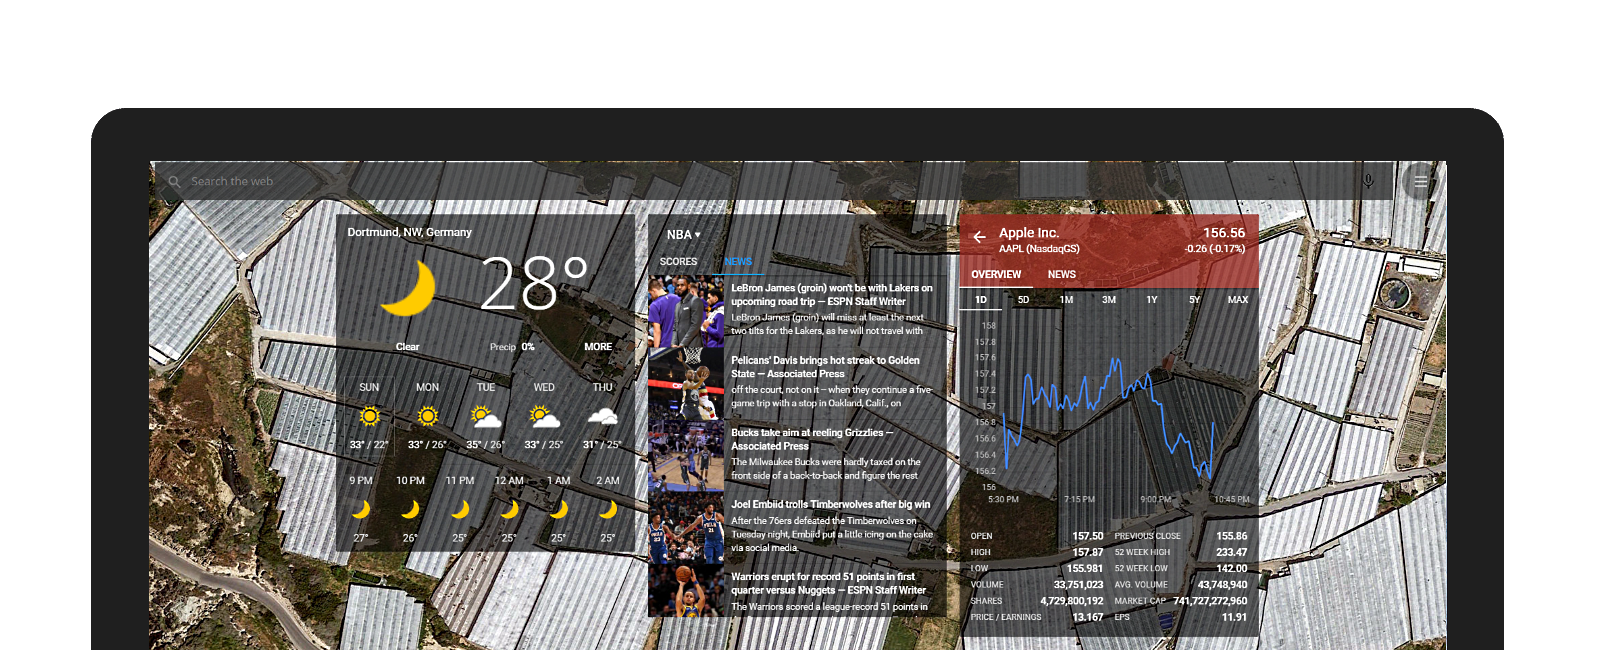 Search the web
Dortmund, NW, Germany
28°
Clear
Precip 0%
MORE
SUN MON TUE WED THU
33° / 22° 33° / 26° 35° / 26° 33° / 25° 31° / 25°
9 PM 10 PM 11 PM 12 AM 1 AM 2 AM
27° 26° 25° 25° 25° 25°
NBA ▾
SCORES NEWS
LeBron James (groin) won't be with Lakers on
upcoming road trip — ESPN Staff Writer
LeBron James (groin) will miss at least the next
two tilts for the Lakers, as he will not travel with
Pelicans' Davis brings hot streak to Golden
State — Associated Press
off the court, not on it – when they continue a five-
game trip with a stop in Oakland, Calif., on
Bucks take aim at reeling Grizzlies —
Associated Press
The Milwaukee Bucks were hardly taxed on the
front side of a back-to-back and figure the rest
Joel Embiid trolls Timberwolves after big win
After the 76ers defeated the Timberwolves on
Tuesday night, Embiid put a little icing on the cake
via social media.
Warriors erupt for record 51 points in first
quarter versus Nuggets — ESPN Staff Writer
The Warriors scored a league-record 51 points in
Apple Inc. 156.56
AAPL (NasdaqGS) -0.26 (-0.17%)
OVERVIEW NEWS
1D 5D 1M 3M 1Y 5Y MAX
158
157.8
157.6
157.4
157.2
157
156.8
156.6
156.4
156.2
156
5:30 PM 7:15 PM 9:00 PM 10:45 PM
OPEN 157.50 PREVIOUS CLOSE 155.86
HIGH 157.87 52 WEEK HIGH 233.47
LOW 155.981 52 WEEK LOW 142.00
VOLUME 33,751,023 AVG. VOLUME 43,748,940
SHARES 4,729,800,192 MARKET CAP 741,727,272,960
PRICE / EARNINGS 13.167 EPS 11.91